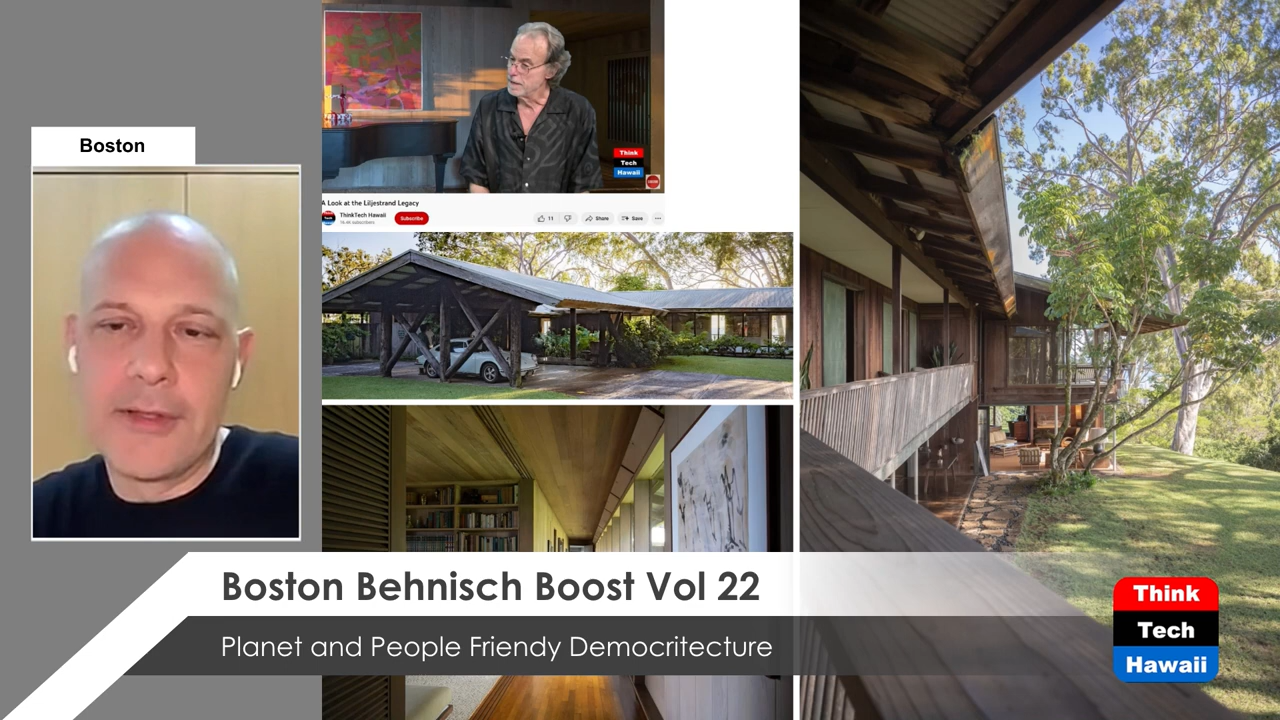 Boston
Think
Tech
Hawaii
A Look at the Liljestrand Legacy
ThinkTech Hawaii
Subscribe
11
Share
Save
Boston Behnisch Boost Vol 22
Planet and People Friendy Democritecture
Think
Tech
Hawaii